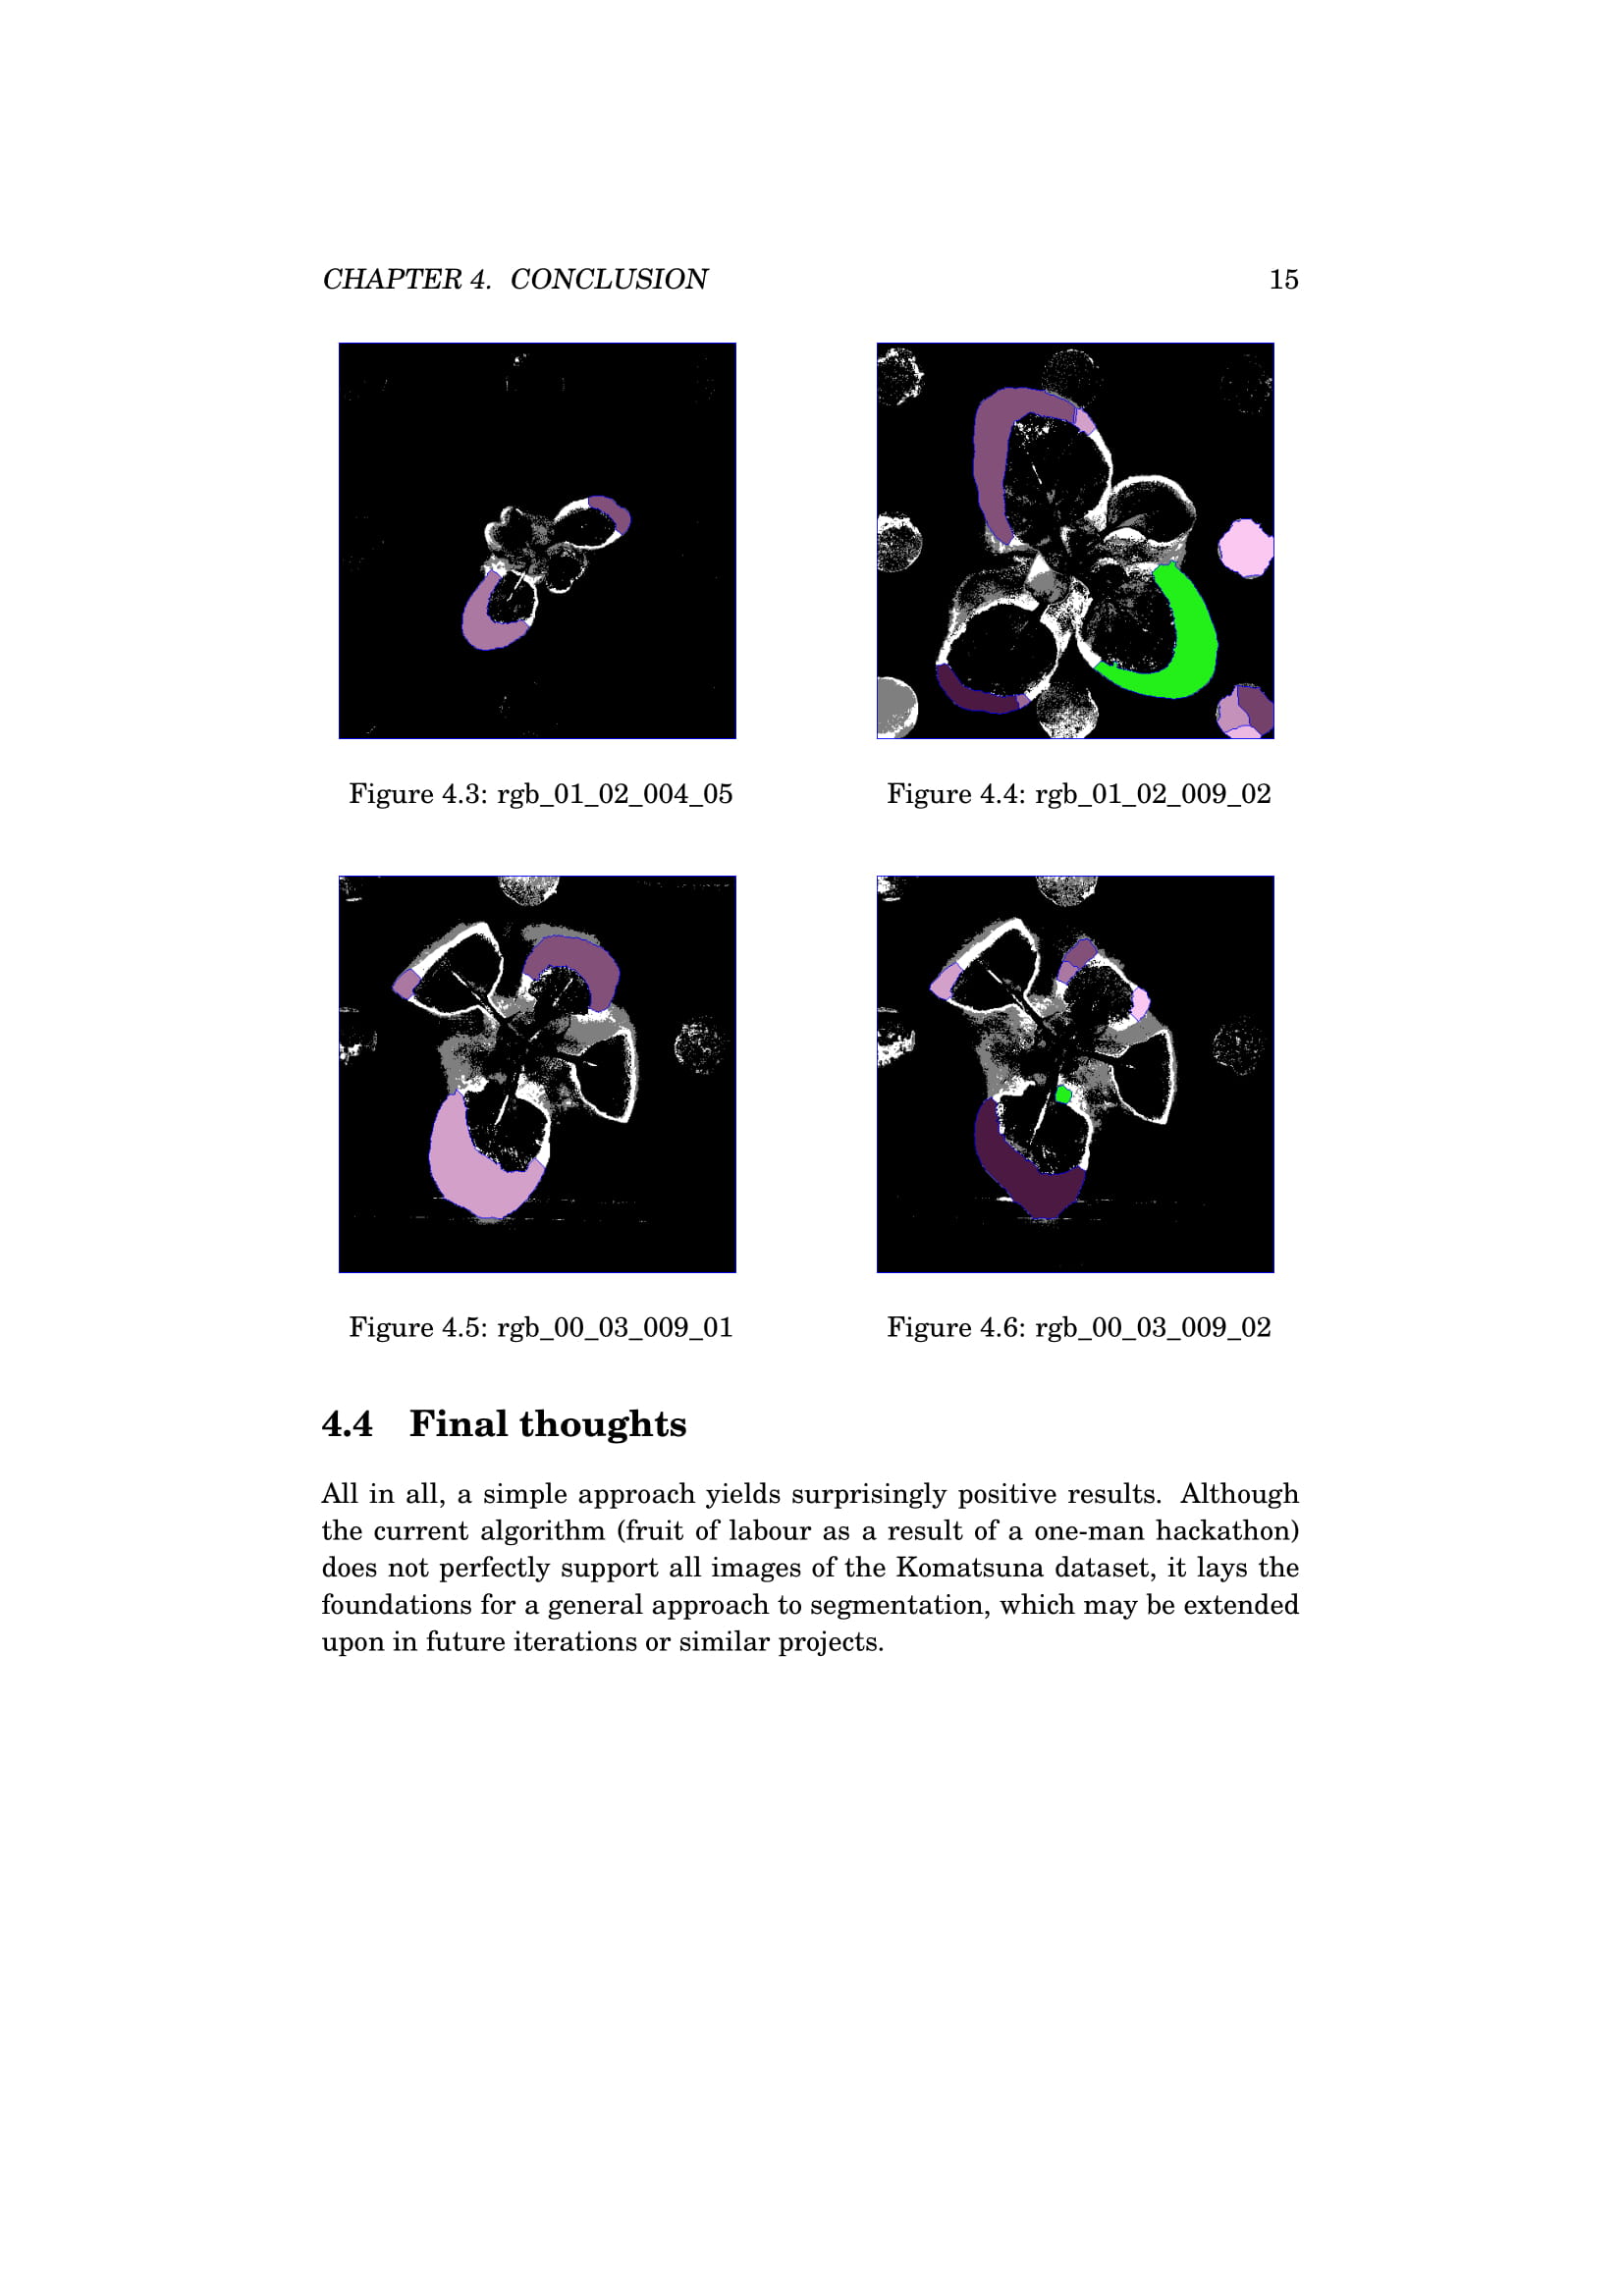 CHAPTER 4. CONCLUSION 15
Figure 4.3: rgb_01_02_004_05
Figure 4.4: rgb_01_02_009_02
Figure 4.5: rgb_00_03_009_01
Figure 4.6: rgb_00_03_009_02
4.4 Final thoughts
All in all, a simple approach yields surprisingly positive results. Although
the current algorithm (fruit of labour as a result of a one-man hackathon)
does not perfectly support all images of the Komatsuna dataset, it lays the
foundations for a general approach to segmentation, which may be extended
upon in future iterations or similar projects.